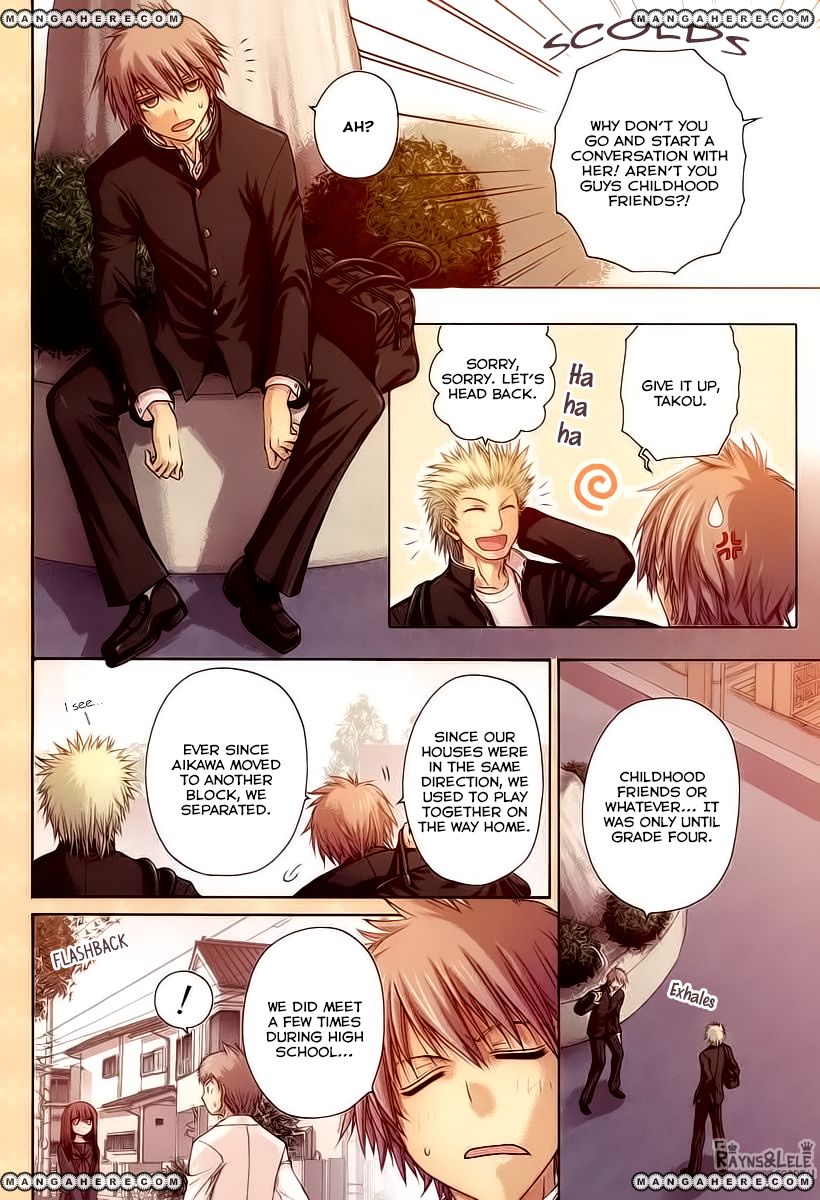 MANGAHERE.COM
MANGAHERE.COM
SCOLDS
WHY DON'T YOU
GO AND START A
CONVERSATION WITH
HER! AREN'T YOU
GUYS CHILDHOOD
FRIENDS?!
AH?
GIVE IT UP,
TAKOU.
Ha
ha
ha
SORRY,
SORRY. LET'S
HEAD BACK.
CHILDHOOD
FRIENDS OR
WHATEVER... IT
WAS ONLY UNTIL
GRADE FOUR.
Exhales
SINCE OUR
HOUSES WERE
IN THE SAME
DIRECTION, WE
USED TO PLAY
TOGETHER ON
THE WAY HOME.
EVER SINCE
AIKAWA MOVED
TO ANOTHER
BLOCK, WE
SEPARATED.
I see...
WE DID MEET
A FEW TIMES
DURING HIGH
SCHOOL...
!
FLASHBACK
RAYNS&LELE
MANGAHERE.COM
MANGAHERE.COM